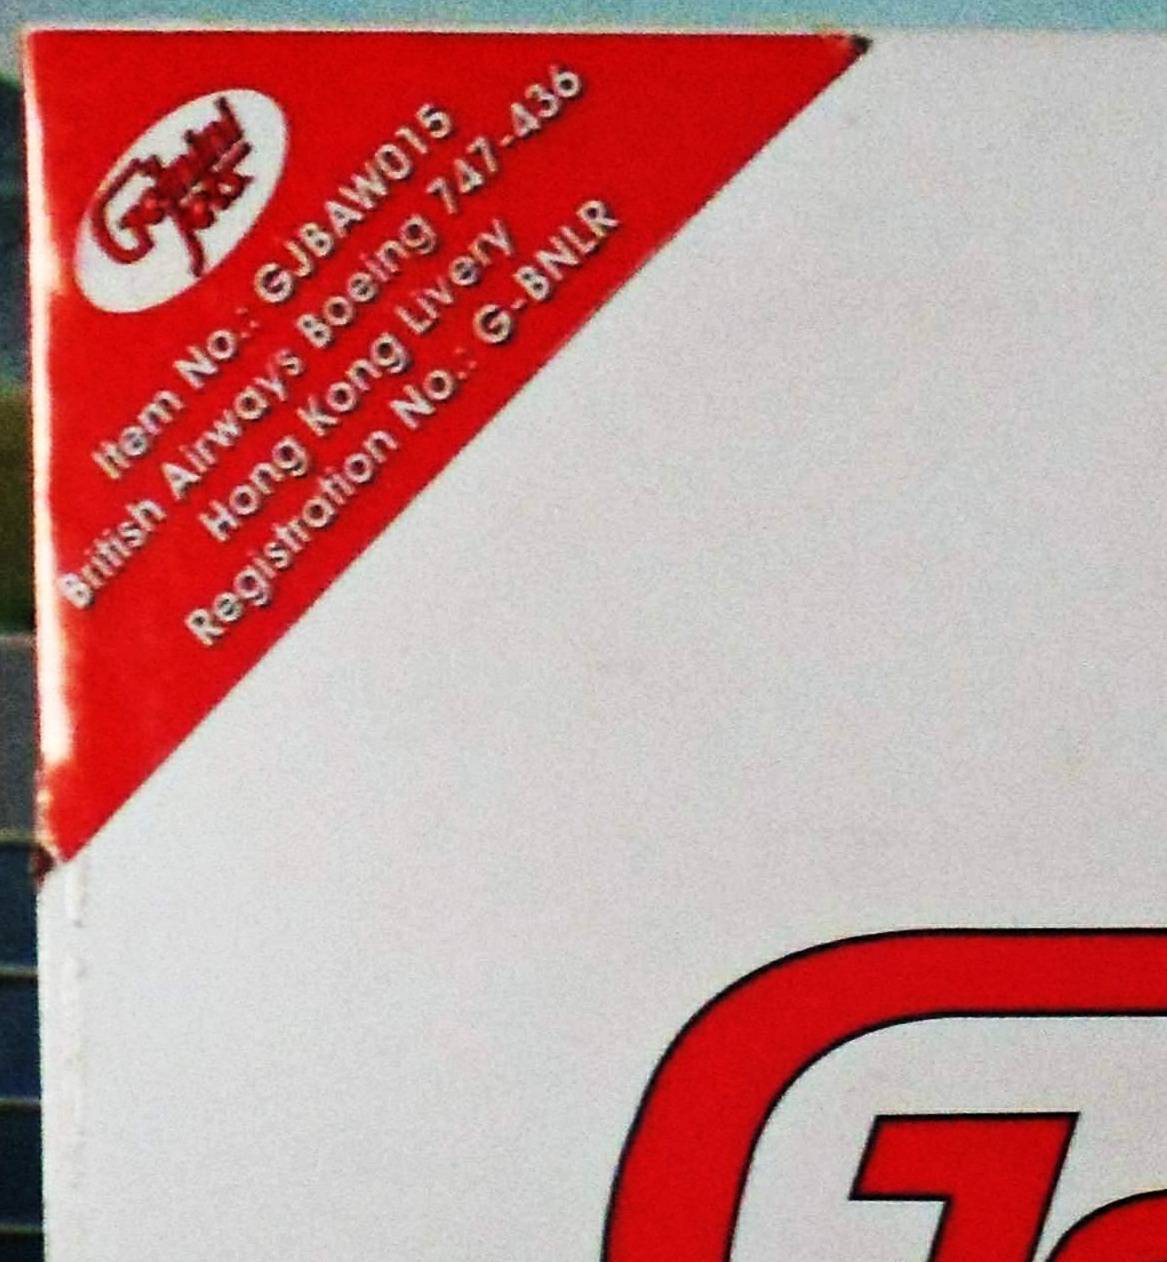 Gemini
Jets
Item No.: GJBAW015
British Airways Boeing 747-436
Hong Kong Livery
Registration No.: G-BNLR